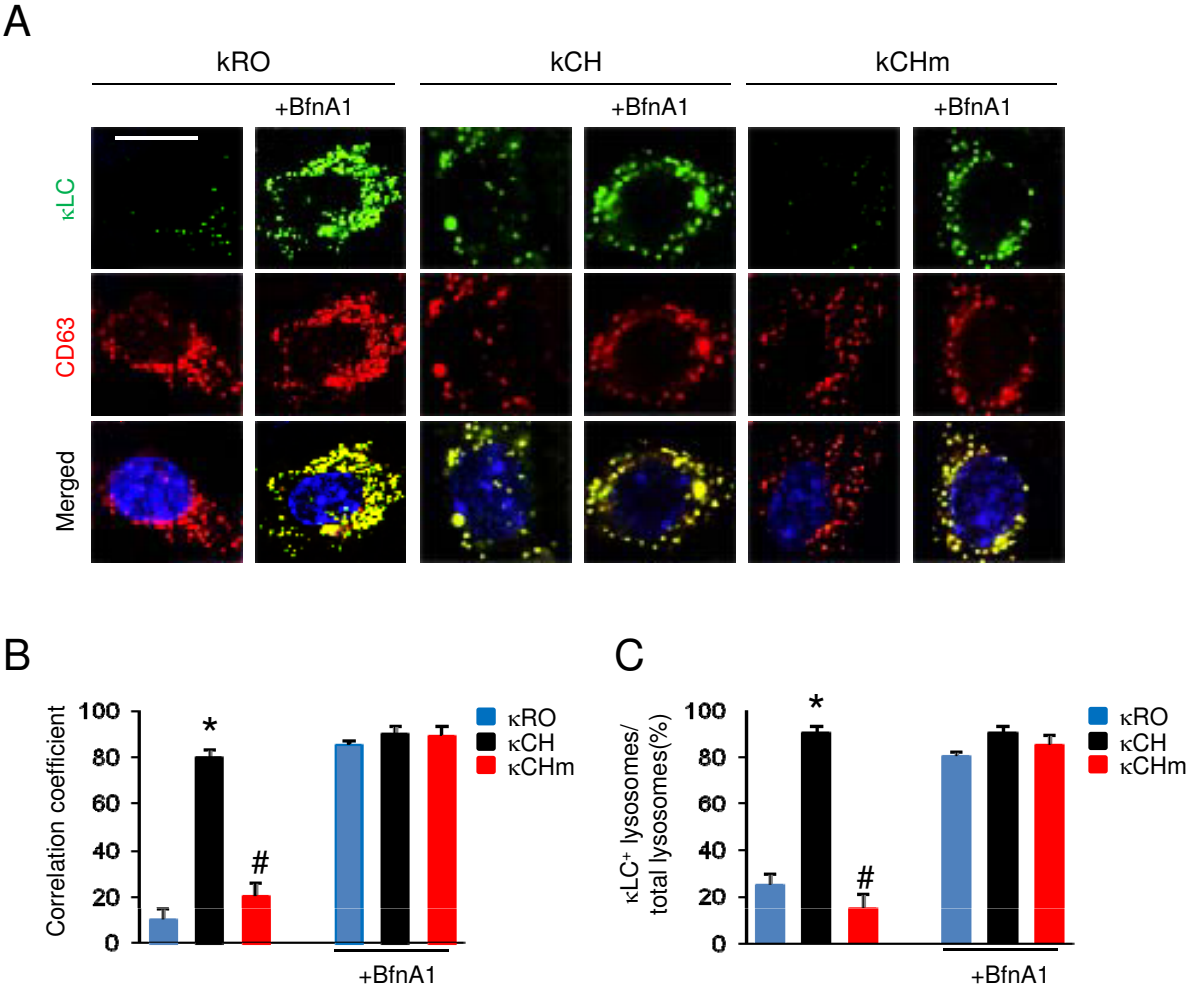 A
kRO
kCH
kCHm
+BfnA1
+BfnA1
+BfnA1
κLC
CD63
Merged
B
C
Correlation coefficient
100
80
60
40
20
0
*
#
+BfnA1
κRO
κCH
κCHm
κLC⁺ lysosomes/
total lysosomes(%)
100
80
60
40
20
0
*
#
+BfnA1
κRO
κCH
κCHm